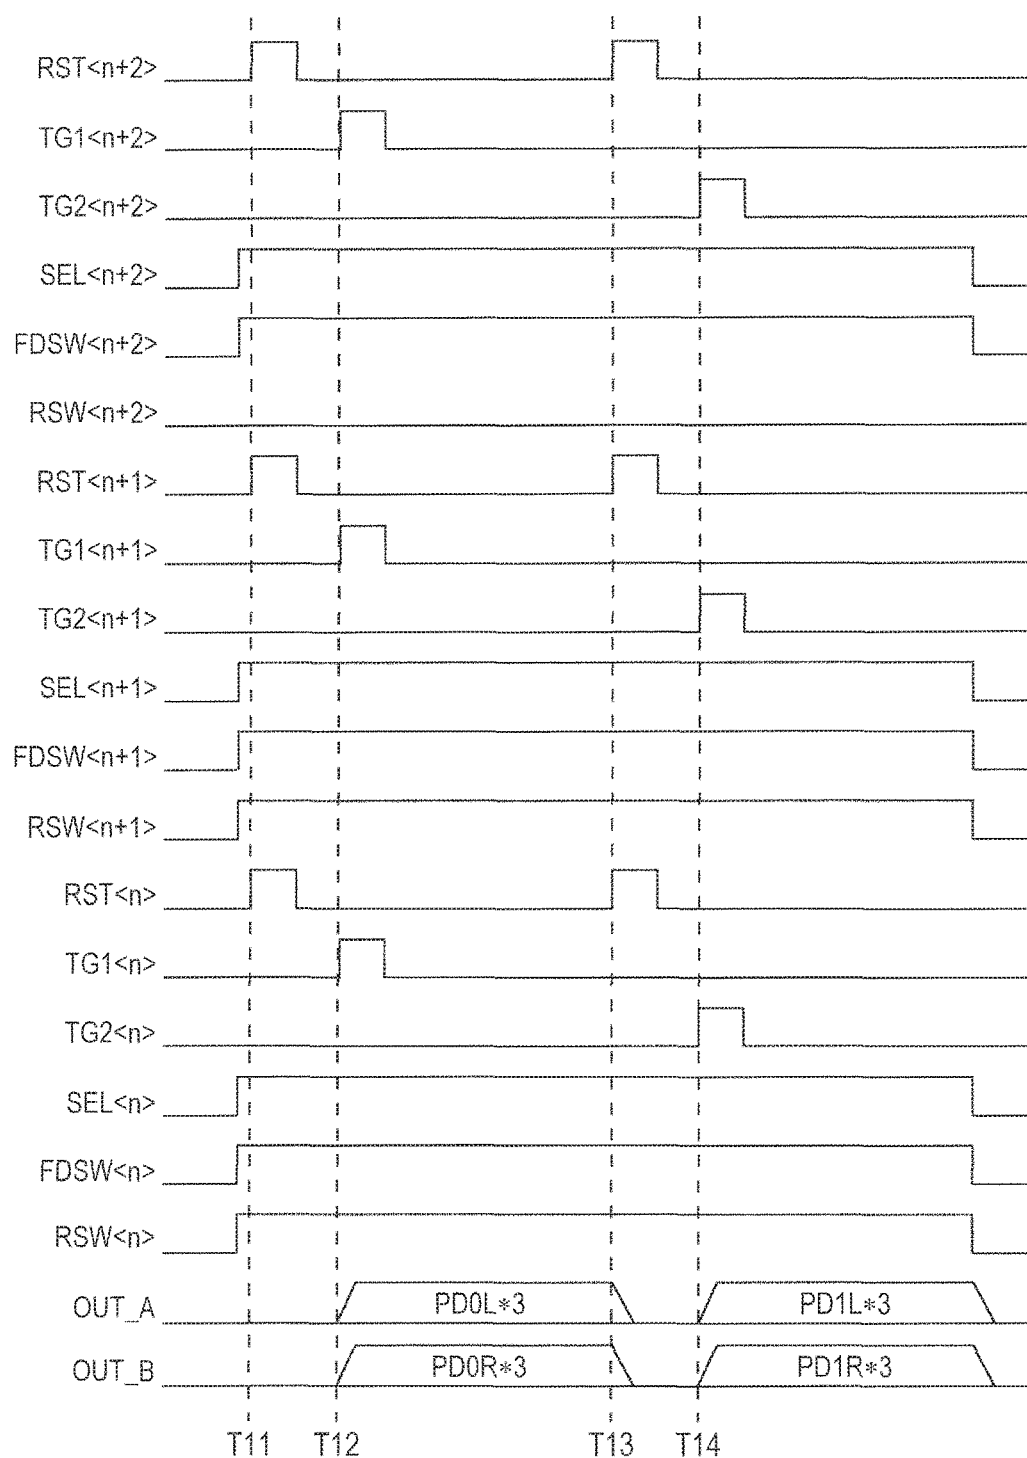 RST<n+2>
TG1<n+2>
TG2<n+2>
SEL<n+2>
FDSW<n+2>
RSW<n+2>
RST<n+1>
TG1<n+1>
TG2<n+1>
SEL<n+1>
FDSW<n+1>
RSW<n+1>
RST<n>
TG1<n>
TG2<n>
SEL<n>
FDSW<n>
RSW<n>
OUT_A PD0L*3 PD1L*3
OUT_B PD0R*3 PD1R*3
T11 T12 T13 T14